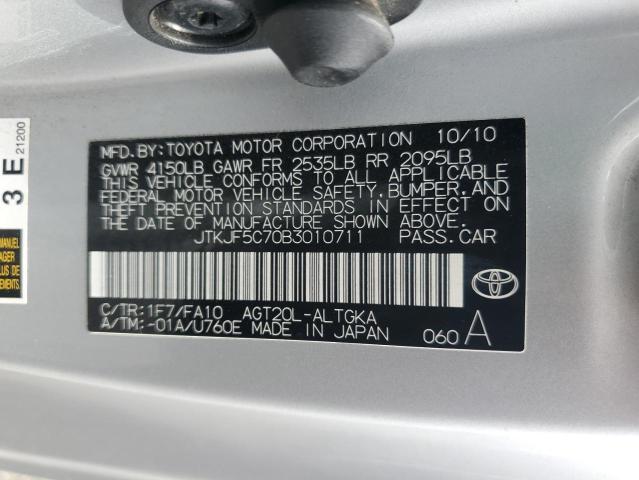 MFD. BY: TOYOTA MOTOR CORPORATION 10/10
GVWR 4150LB GAWR FR 2535LB RR 2095LB
THIS VEHICLE CONFORMS TO ALL APPLICABLE
FEDERAL MOTOR VEHICLE SAFETY, BUMPER, AND
THEFT PREVENTION STANDARDS IN EFFECT ON
THE DATE OF MANUFACTURE SHOWN ABOVE.
JTKJF5C70B3010711 PASS. CAR
C/TR: 1F7/FA10 AGT20L-ALTGKA
A/TM: -01A/U760E MADE IN JAPAN 060 A
3 E
21200